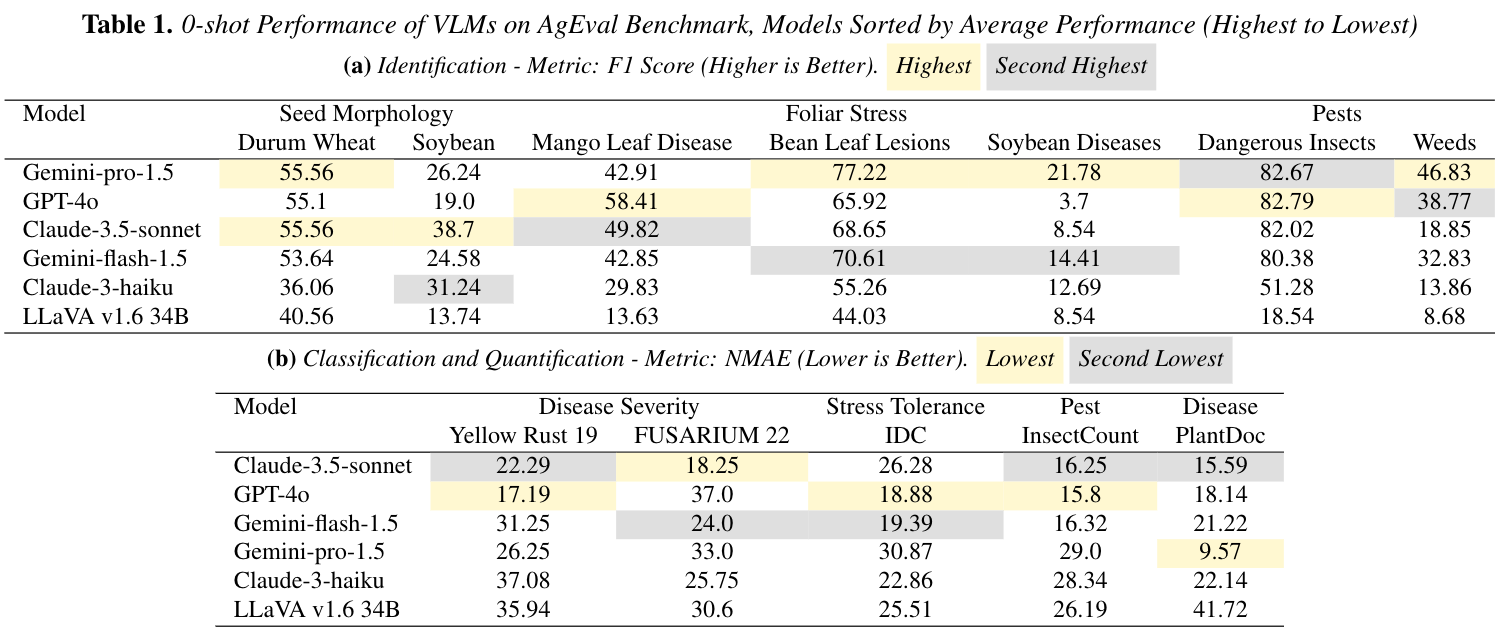 Table 1. 0-shot Performance of VLMs on AgEval Benchmark, Models Sorted by Average Performance (Highest to Lowest)
(a) Identification - Metric: F1 Score (Higher is Better). Highest Second Highest
Model Seed Morphology Foliar Stress Pests
Durum Wheat Soybean Mango Leaf Disease Bean Leaf Lesions Soybean Diseases Dangerous Insects Weeds
Gemini-pro-1.5 55.56 26.24 42.91 77.22 21.78 82.67 46.83
GPT-4o 55.1 19.0 58.41 65.92 3.7 82.79 38.77
Claude-3.5-sonnet 55.56 38.7 49.82 68.65 8.54 82.02 18.85
Gemini-flash-1.5 53.64 24.58 42.85 70.61 14.41 80.38 32.83
Claude-3-haiku 36.06 31.24 29.83 55.26 12.69 51.28 13.86
LLaVA v1.6 34B 40.56 13.74 13.63 44.03 8.54 18.54 8.68
(b) Classification and Quantification - Metric: NMAE (Lower is Better). Lowest Second Lowest
Model Disease Severity Stress Tolerance Pest Disease
Yellow Rust 19 FUSARIUM 22 IDC InsectCount PlantDoc
Claude-3.5-sonnet 22.29 18.25 26.28 16.25 15.59
GPT-4o 17.19 37.0 18.88 15.8 18.14
Gemini-flash-1.5 31.25 24.0 19.39 16.32 21.22
Gemini-pro-1.5 26.25 33.0 30.87 29.0 9.57
Claude-3-haiku 37.08 25.75 22.86 28.34 22.14
LLaVA v1.6 34B 35.94 30.6 25.51 26.19 41.72